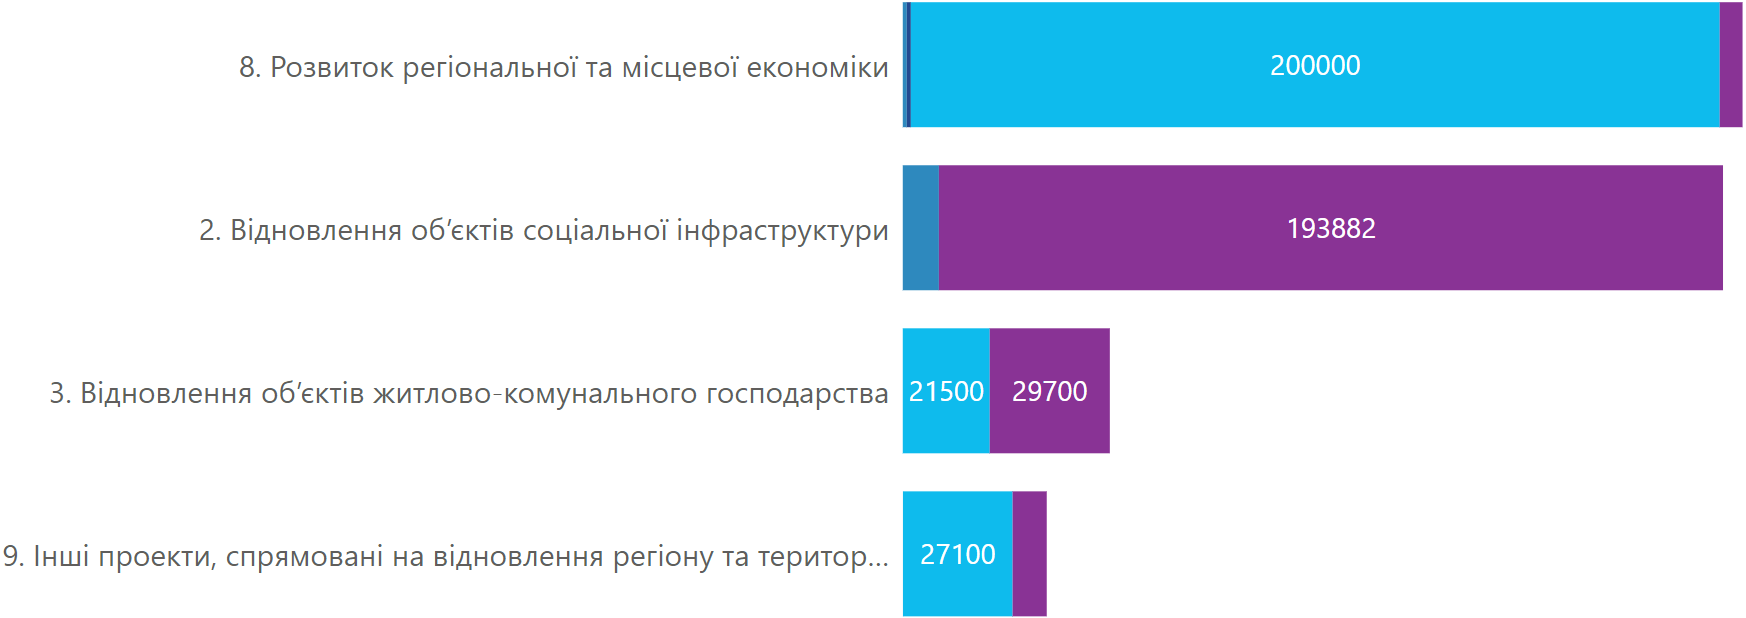 8. Розвиток регіональної та місцевої економіки
200000
2. Відновлення об’єктів соціальної інфраструктури
193882
3. Відновлення об’єктів житлово-комунального господарства
21500 29700
9. Інші проекти, спрямовані на відновлення регіону та територ...
27100